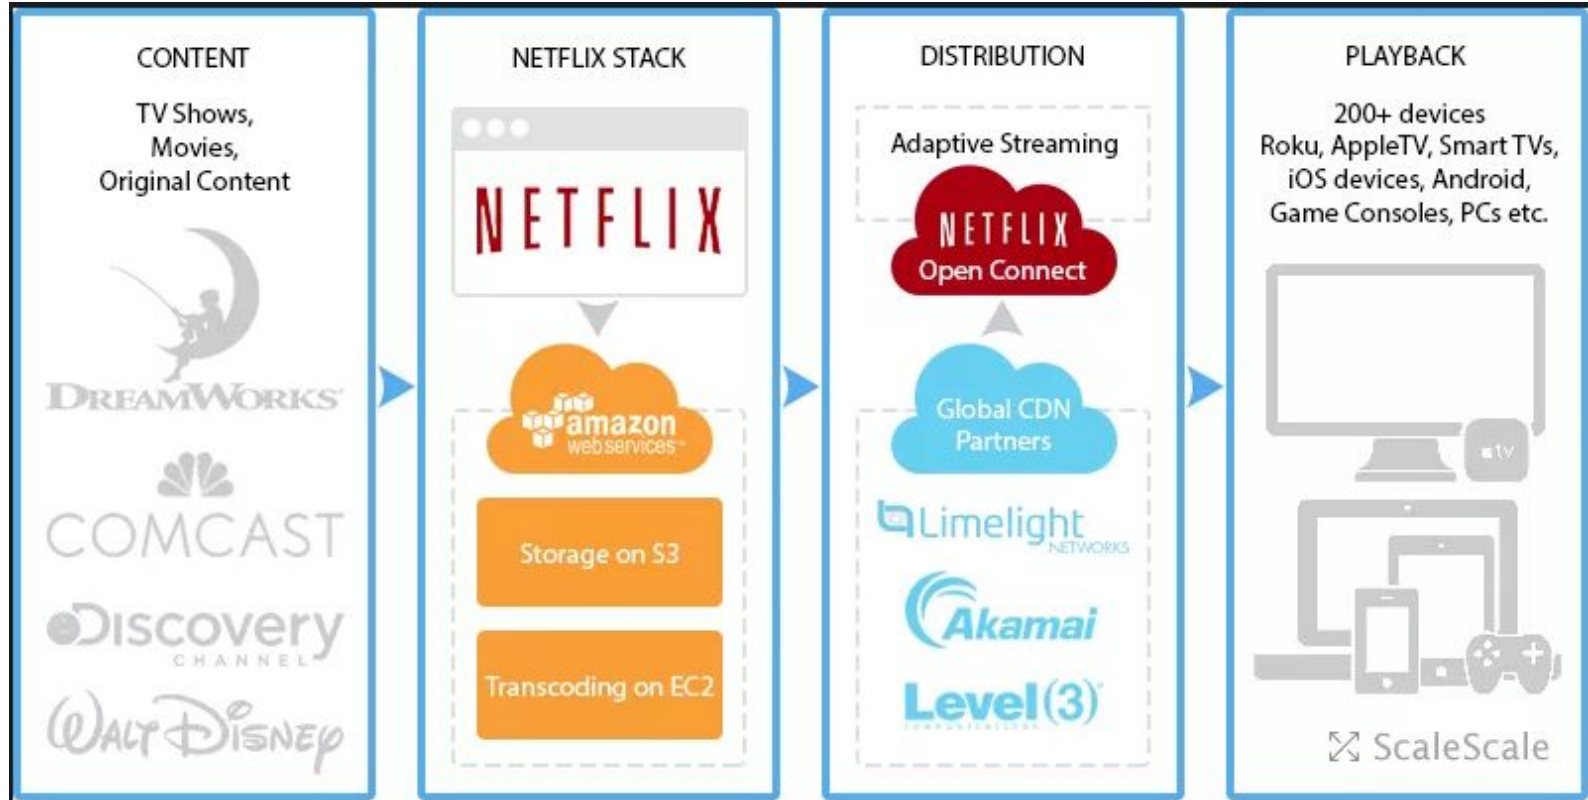 CONTENT
TV Shows,
Movies,
Original Content
DREAMWORKS
COMCAST
DISCOVERY
CHANNEL
WALT DISNEY
NETFLIX STACK
NETFLIX
amazon
web services™
Storage on S3
Transcoding on EC2
DISTRIBUTION
Adaptive Streaming
NETFLIX
Open Connect
Global CDN
Partners
Limelight
NETWORKS
Akamai
Level(3)
COMMUNICATIONS
PLAYBACK
200+ devices
Roku, AppleTV, Smart TVs,
iOS devices, Android,
Game Consoles, PCs etc.
tv
ScaleScale